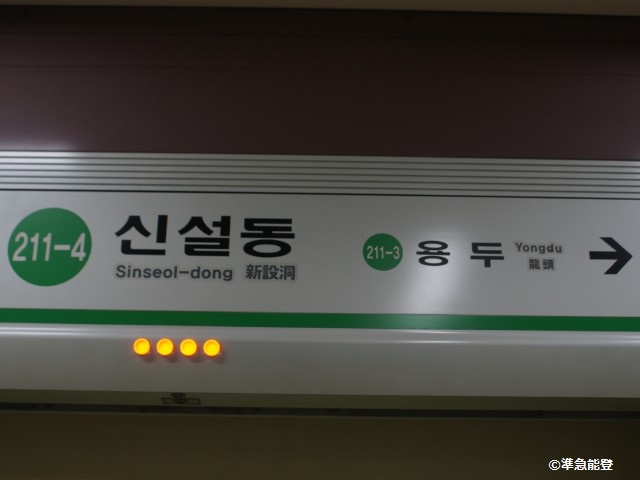 211-4
신설동
Sinseol-dong 新設洞
211-3
용두
Yongdu
龍頭
©準急能登